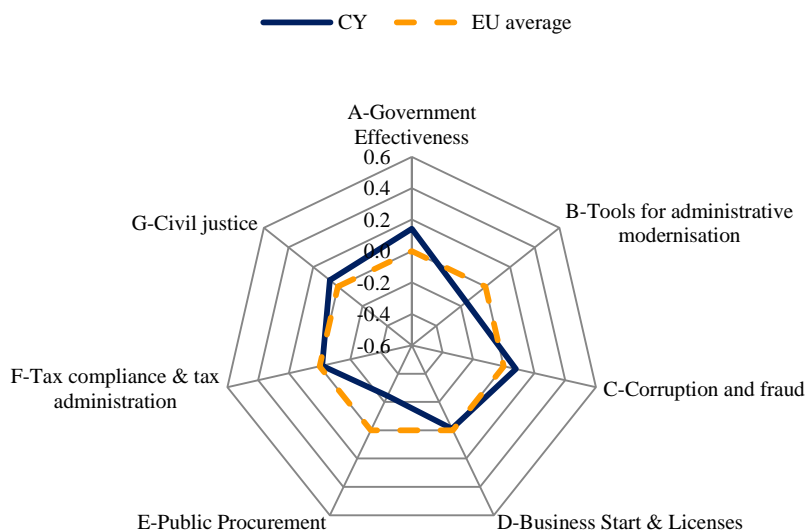 CY
EU average
A-Government
Effectiveness
0.6
0.4
0.2
0.0
-0.2
-0.4
-0.6
B-Tools for administrative
modernisation
C-Corruption and fraud
D-Business Start & Licenses
E-Public Procurement
F-Tax compliance & tax
administration
G-Civil justice